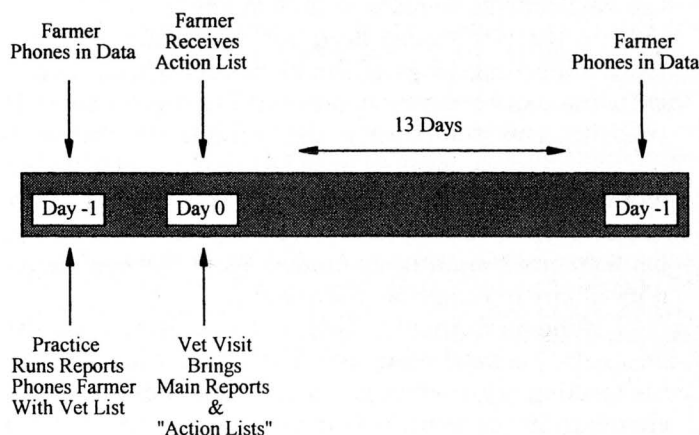 Farmer
Phones in Data
Farmer
Receives
Action List
Farmer
Phones in Data
13 Days
Day -1
Day 0
Day -1
Practice
Runs Reports
Phones Farmer
With Vet List
Vet Visit
Brings
Main Reports
&
"Action Lists"